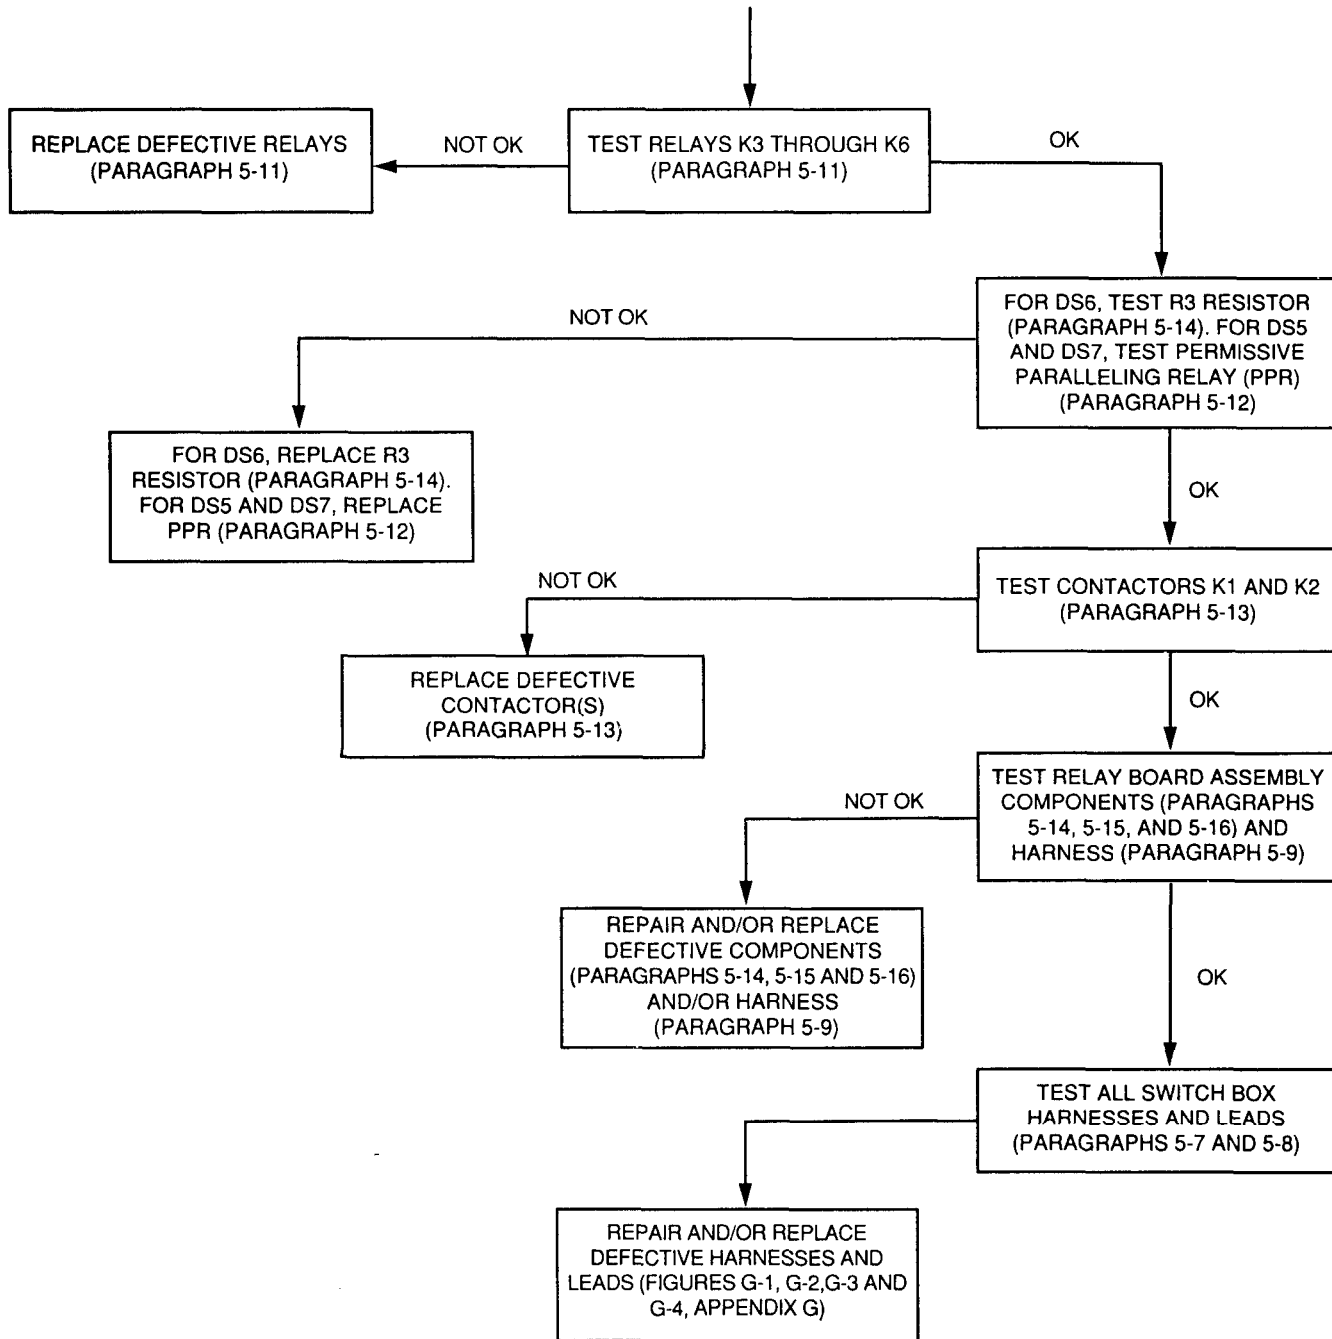 REPLACE DEFECTIVE RELAYS
(PARAGRAPH 5-11)
NOT OK
TEST RELAYS K3 THROUGH K6
(PARAGRAPH 5-11)
OK
FOR DS6, TEST R3 RESISTOR
(PARAGRAPH 5-14). FOR DS5
AND DS7, TEST PERMISSIVE
PARALLELING RELAY (PPR)
(PARAGRAPH 5-12)
NOT OK
FOR DS6, REPLACE R3
RESISTOR (PARAGRAPH 5-14).
FOR DS5 AND DS7, REPLACE
PPR (PARAGRAPH 5-12)
OK
TEST CONTACTORS K1 AND K2
(PARAGRAPH 5-13)
NOT OK
REPLACE DEFECTIVE
CONTACTOR(S)
(PARAGRAPH 5-13)
OK
TEST RELAY BOARD ASSEMBLY
COMPONENTS (PARAGRAPHS
5-14, 5-15, AND 5-16) AND
HARNESS (PARAGRAPH 5-9)
NOT OK
REPAIR AND/OR REPLACE
DEFECTIVE COMPONENTS
(PARAGRAPHS 5-14, 5-15 AND 5-16)
AND/OR HARNESS
(PARAGRAPH 5-9)
OK
TEST ALL SWITCH BOX
HARNESSES AND LEADS
(PARAGRAPHS 5-7 AND 5-8)
REPAIR AND/OR REPLACE
DEFECTIVE HARNESSES AND
LEADS (FIGURES G-1, G-2,G-3 AND
G-4, APPENDIX G)